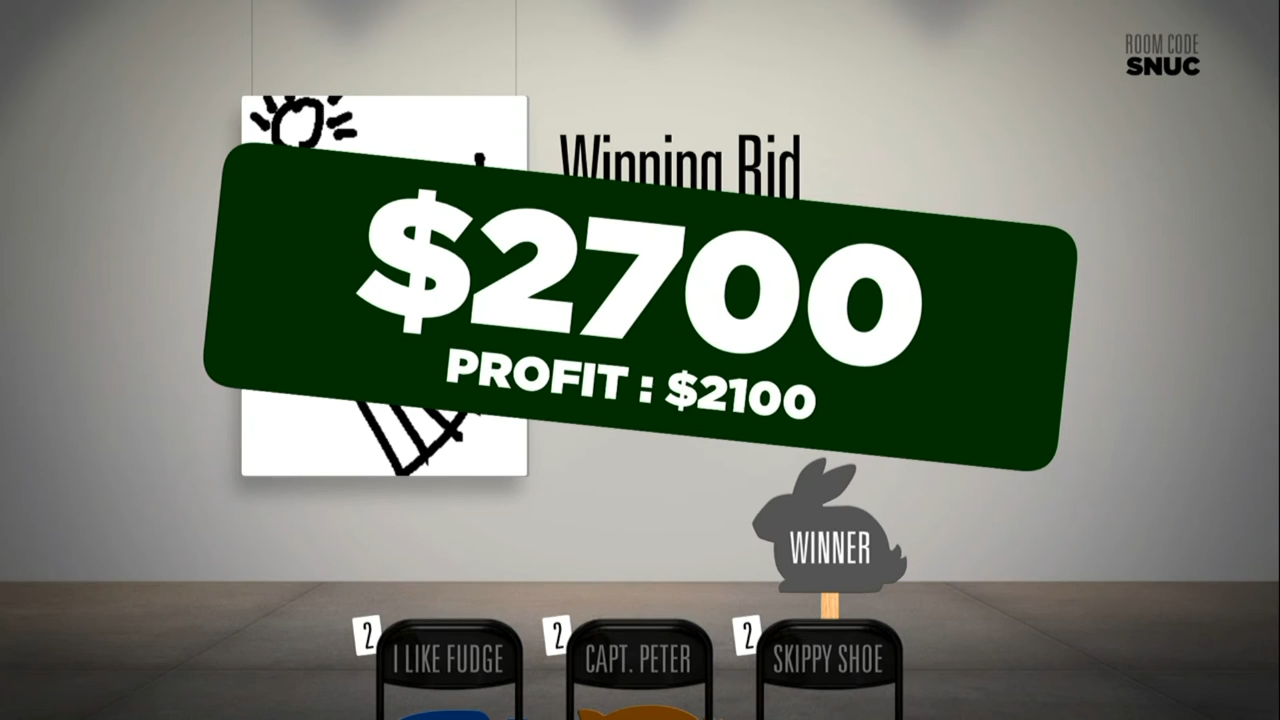 ROOM CODE
SNUC
Winning Bid
$2700
PROFIT : $2100
WINNER
2
I LIKE FUDGE
2
CAPT. PETER
2
SKIPPY SHOE